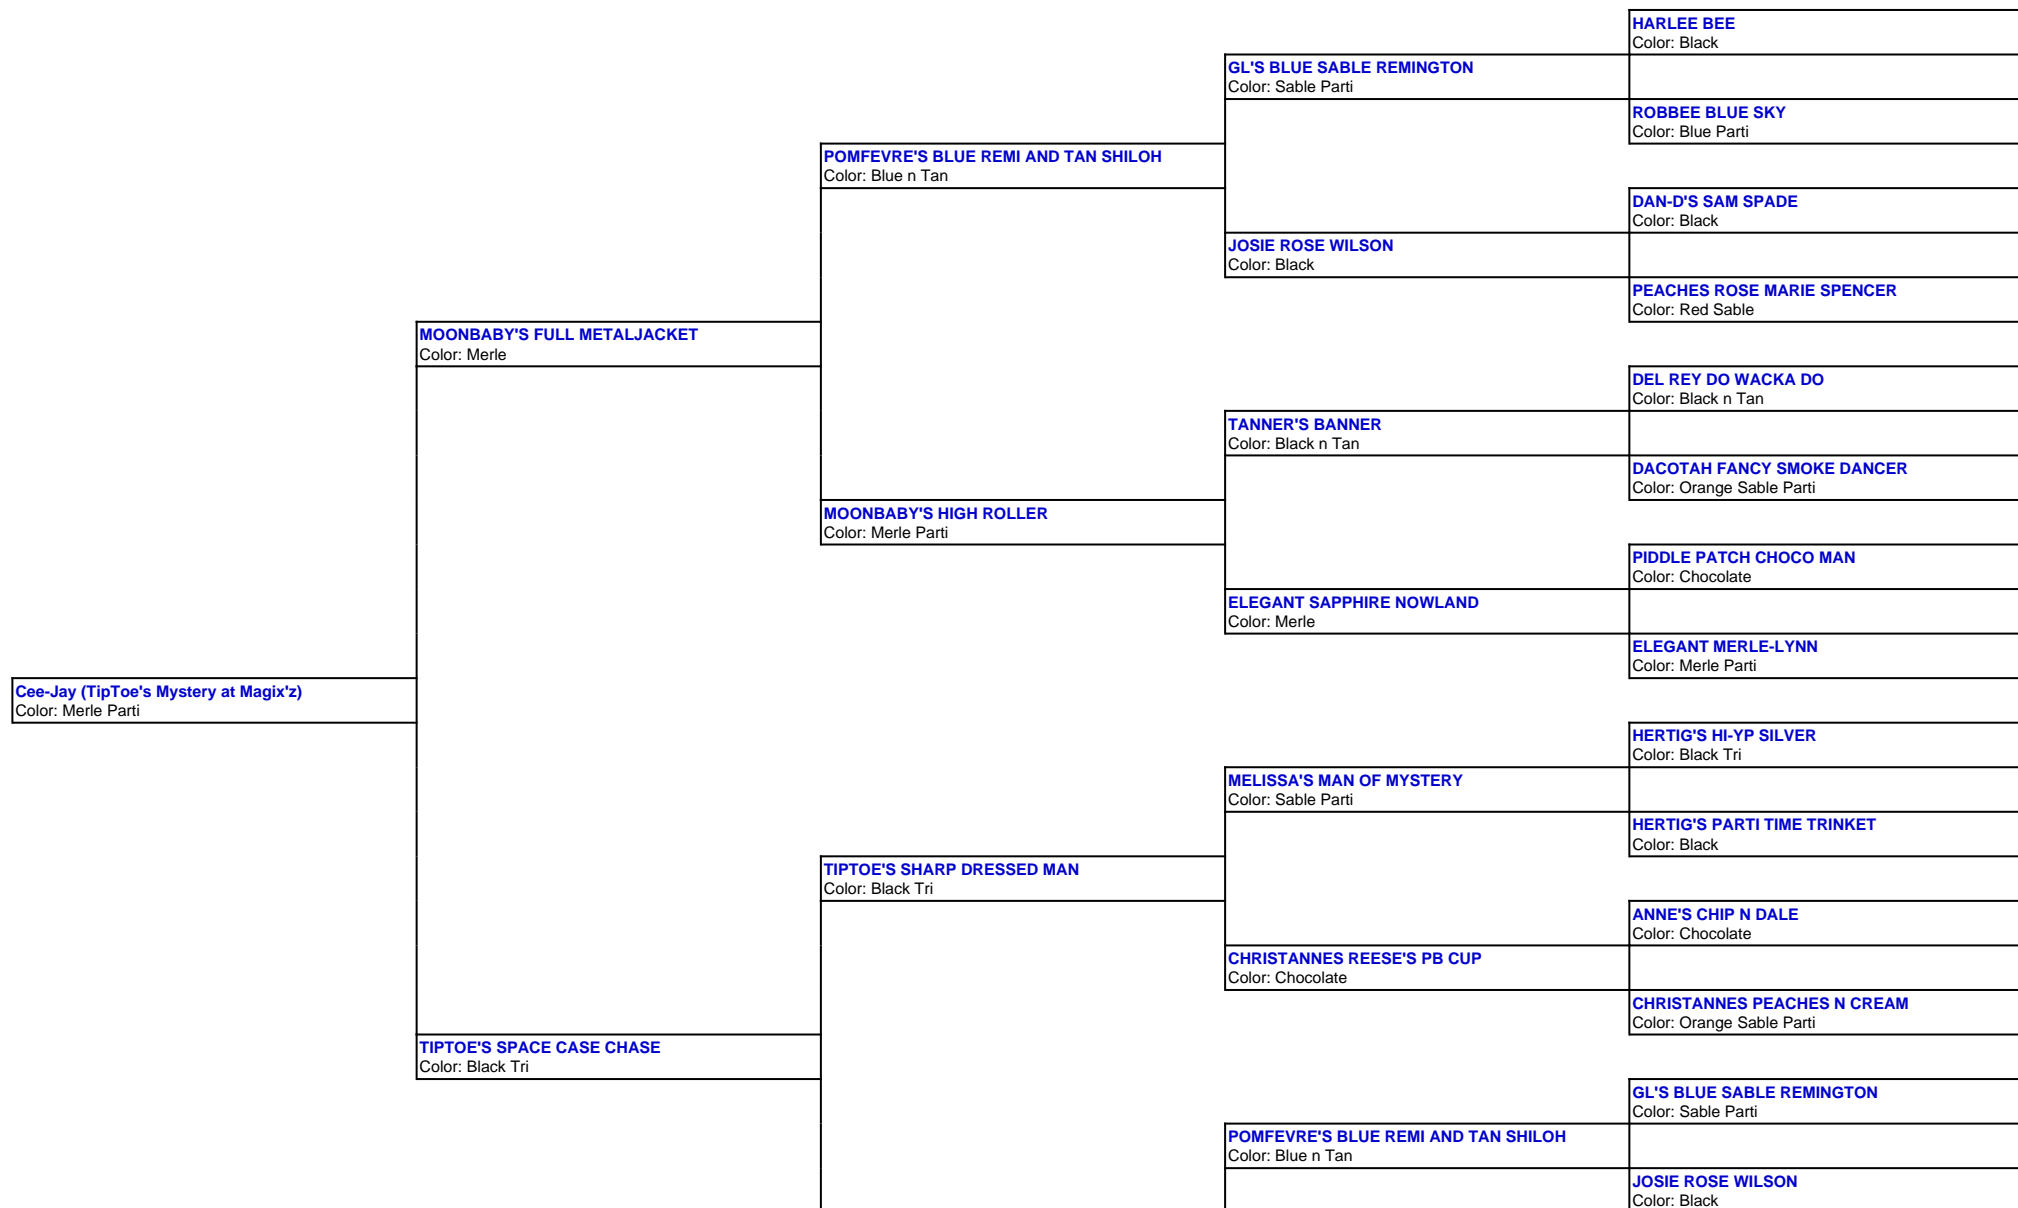 HARLEE BEE
Color: Black
GL'S BLUE SABLE REMINGTON
Color: Sable Parti
ROBBEE BLUE SKY
Color: Blue Parti
POMFEVRE'S BLUE REMI AND TAN SHILOH
Color: Blue n Tan
DAN-D'S SAM SPADE
Color: Black
JOSIE ROSE WILSON
Color: Black
PEACHES ROSE MARIE SPENCER
Color: Red Sable
MOONBABY'S FULL METALJACKET
Color: Merle
DEL REY DO WACKA DO
Color: Black n Tan
TANNER'S BANNER
Color: Black n Tan
DACOTAH FANCY SMOKE DANCER
Color: Orange Sable Parti
MOONBABY'S HIGH ROLLER
Color: Merle Parti
PIDDLE PATCH CHOCO MAN
Color: Chocolate
ELEGANT SAPPHIRE NOWLAND
Color: Merle
ELEGANT MERLE-LYNN
Color: Merle Parti
Cee-Jay (TipToe's Mystery at Magix'z)
Color: Merle Parti
HERTIG'S HI-YP SILVER
Color: Black Tri
MELISSA'S MAN OF MYSTERY
Color: Sable Parti
HERTIG'S PARTI TIME TRINKET
Color: Black
TIPTOE'S SHARP DRESSED MAN
Color: Black Tri
ANNE'S CHIP N DALE
Color: Chocolate
CHRISTANNES REESE'S PB CUP
Color: Chocolate
CHRISTANNES PEACHES N CREAM
Color: Orange Sable Parti
TIPTOE'S SPACE CASE CHASE
Color: Black Tri
GL'S BLUE SABLE REMINGTON
Color: Sable Parti
POMFEVRE'S BLUE REMI AND TAN SHILOH
Color: Blue n Tan
JOSIE ROSE WILSON
Color: Black